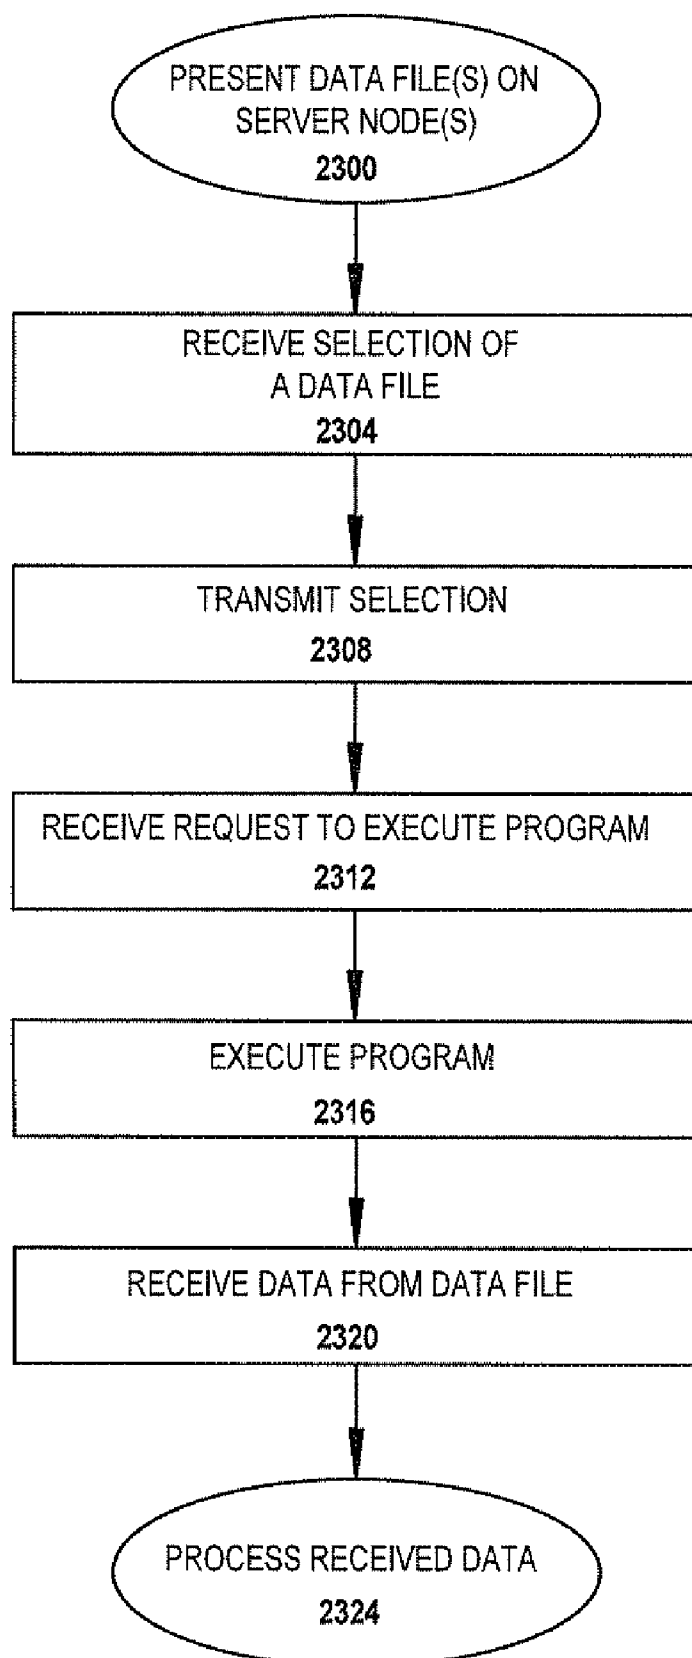 PRESENT DATA FILE(S) ON
SERVER NODE(S)
2300
RECEIVE SELECTION OF
A DATA FILE
2304
TRANSMIT SELECTION
2308
RECEIVE REQUEST TO EXECUTE PROGRAM
2312
EXECUTE PROGRAM
2316
RECEIVE DATA FROM DATA FILE
2320
PROCESS RECEIVED DATA
2324